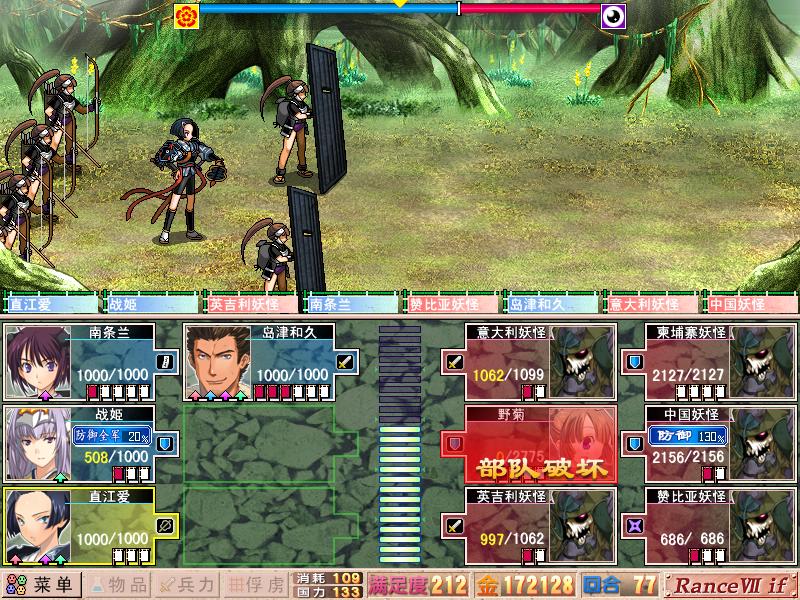 直江爱
战姬
英吉利妖怪
南条兰
赞比亚妖怪
岛津和久
意大利妖怪
中国妖怪
南条兰
1000/1000
岛津和久
1000/1000
意大利妖怪
1062/1099
柬埔寨妖怪
2127/2127
战姬
防御全军 20%
508/1000
野菊
0/2775
部队破坏
中国妖怪
防御 130%
2156/2156
直江爱
1000/1000
英吉利妖怪
997/1062
赞比亚妖怪
686/ 686
菜单
物品
兵力
俘虏
消耗 109
国力 133
满足度 212
金 172128
回合 77
RanceⅦ if